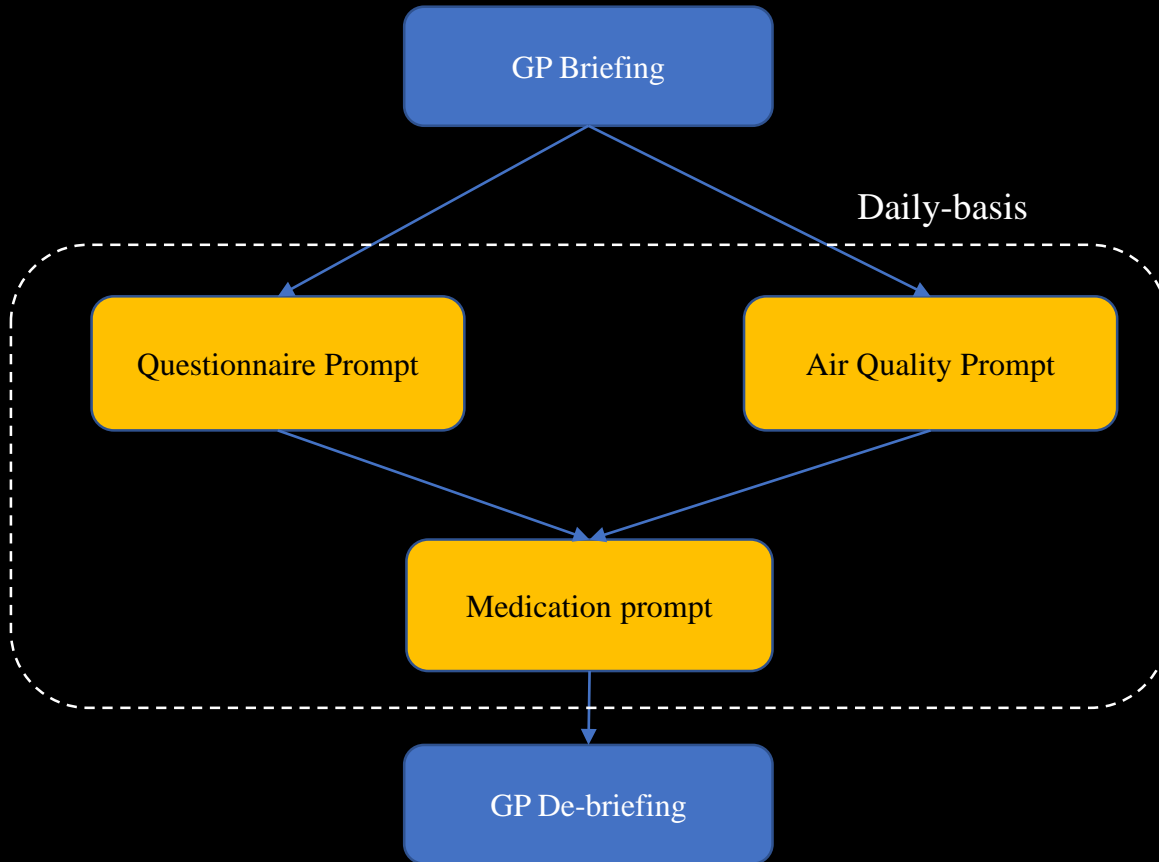 GP Briefing
Daily-basis
Questionnaire Prompt
Air Quality Prompt
Medication prompt
GP De-briefing